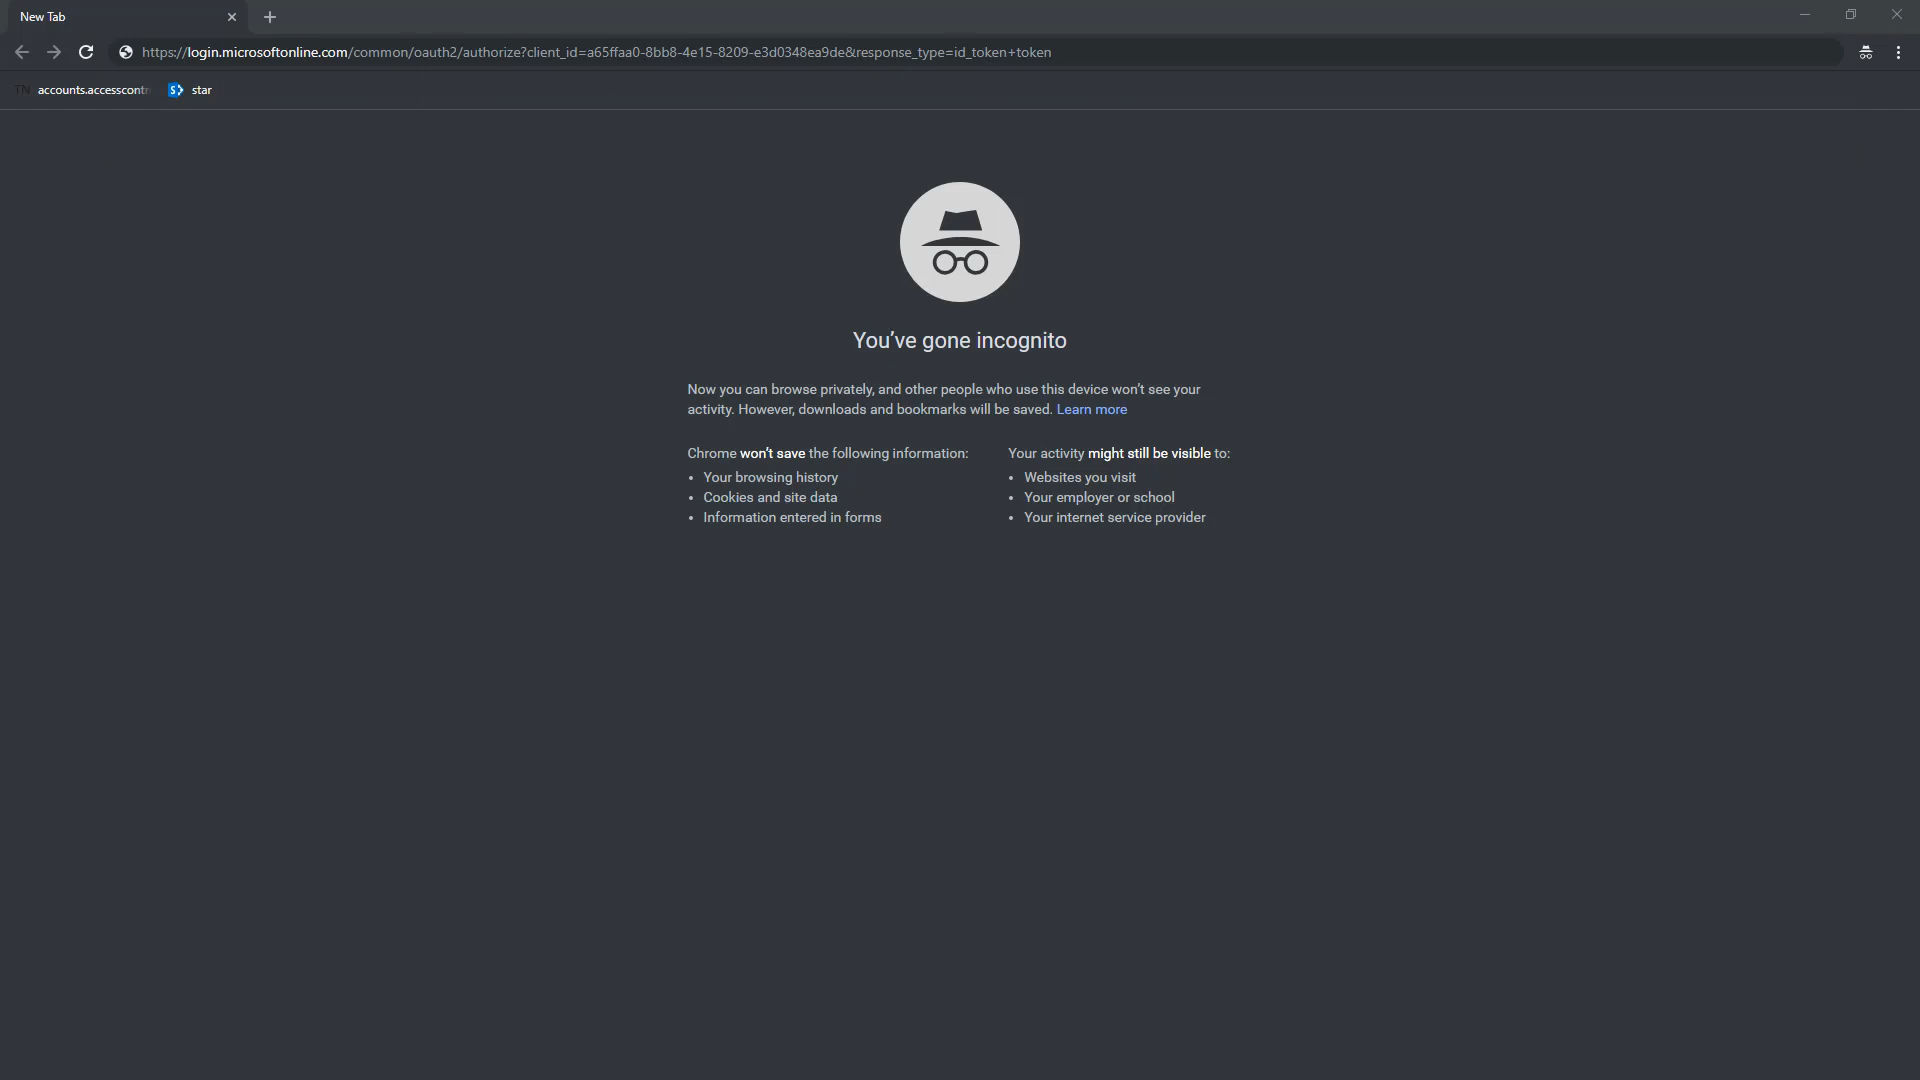 New Tab
https://login.microsoftonline.com/common/oauth2/authorize?client_id=a65ffaa0-8bb8-4e15-8209-e3d0348ea9de&response_type=id_token+token
TN accounts.accesscontr
star
You’ve gone incognito
Now you can browse privately, and other people who use this device won’t see your
activity. However, downloads and bookmarks will be saved. Learn more
Chrome won’t save the following information:
• Your browsing history
• Cookies and site data
• Information entered in forms
Your activity might still be visible to:
• Websites you visit
• Your employer or school
• Your internet service provider